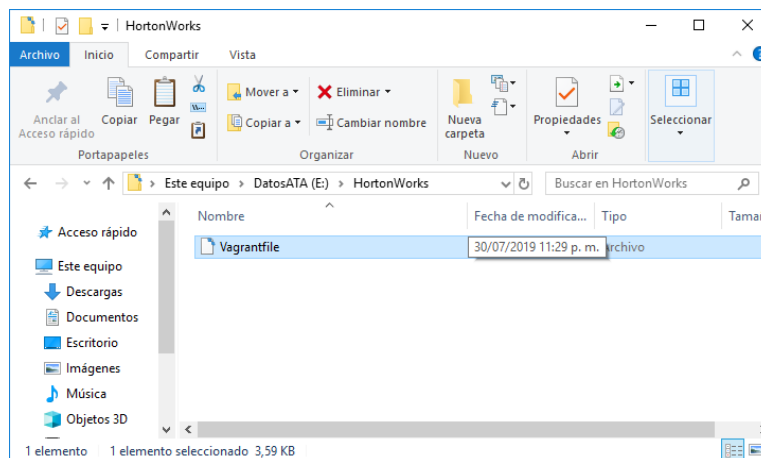 HortonWorks
Archivo Inicio Compartir Vista
Anclar al Acceso rápido
Copiar
Pegar
Mover a
Copiar a
Eliminar
Cambiar nombre
Nueva carpeta
Propiedades
Seleccionar
Portapapeles Organizar Nuevo Abrir
Este equipo > DatosATA (E:) > HortonWorks Buscar en HortonWorks
Nombre Fecha de modifica... Tipo
Acceso rápido
Vagrantfile 30/07/2019 11:29 p. m.
Este equipo
Descargas
Documentos
Escritorio
Imágenes
Música
Objetos 3D
1 elemento 1 elemento seleccionado 3,59 KB